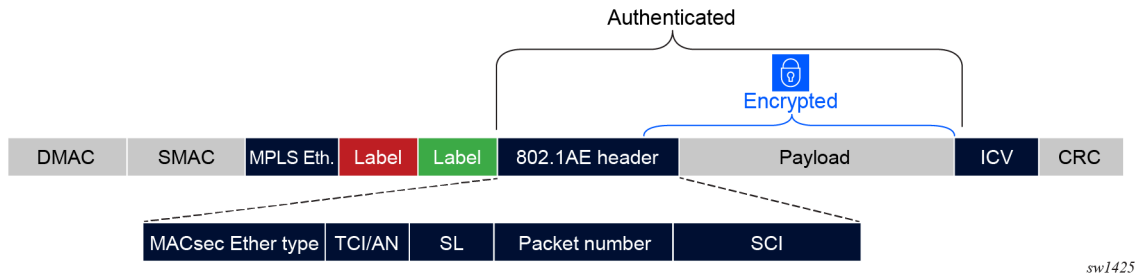 Authenticated
Encrypted
DMAC SMAC MPLS Eth. Label Label 802.1AE header Payload ICV CRC
MACsec Ether type TCI/AN SL Packet number SCI
sw1425